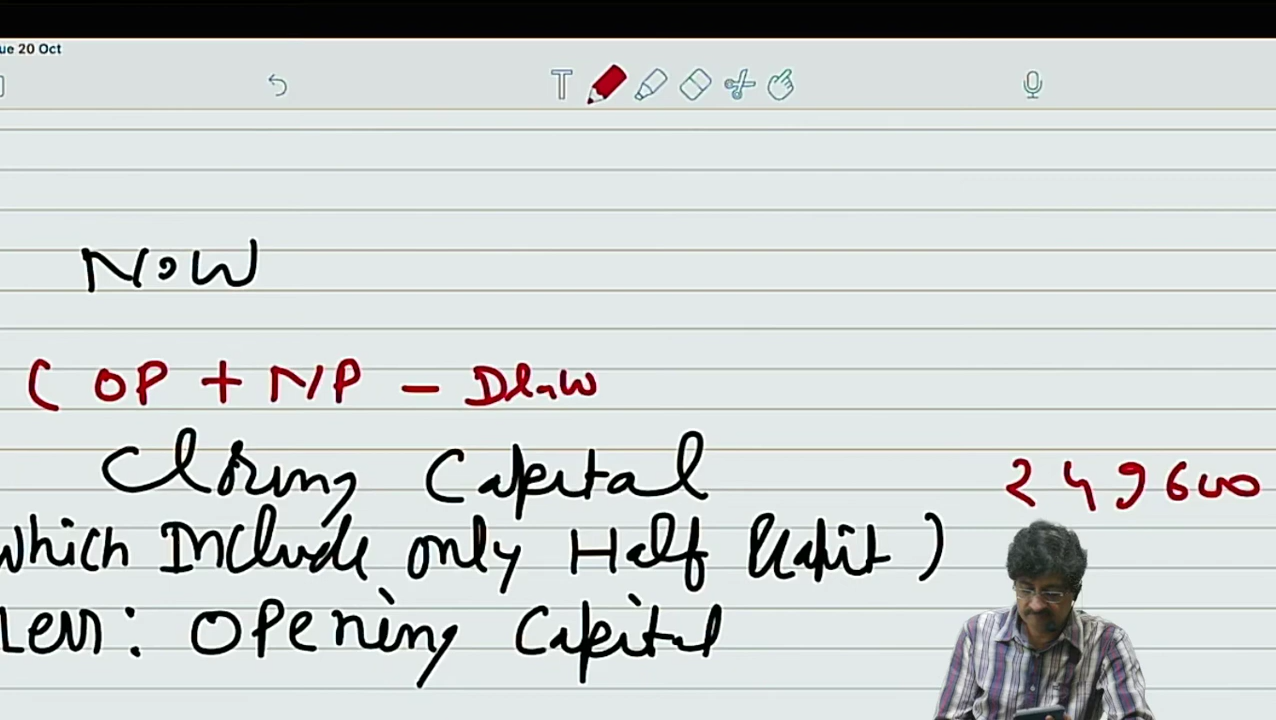 ue 20 Oct
T
NOW
( OP + NP - Draw
Closing Capital 249600
which Include only Half Profit )
Less: Opening Capital